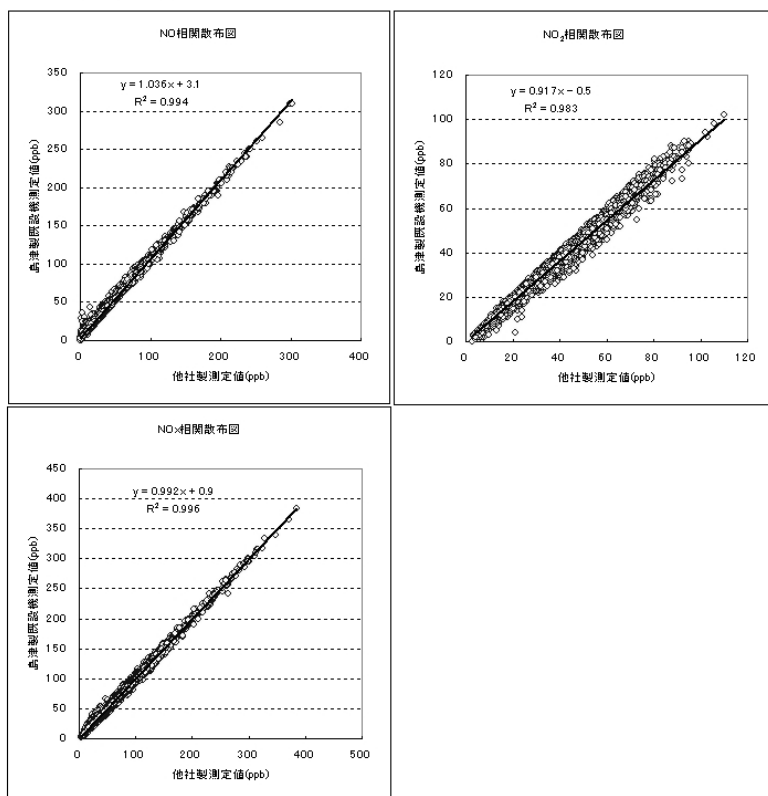 NO相関散布図
y = 1.036x + 3.1
R² = 0.994
島津製既設機測定値(ppb)
350
300
250
200
150
100
50
0
0 100 200 300 400
他社製測定値(ppb)
NO₂相関散布図
y = 0.917x − 0.5
R² = 0.983
島津製既設機測定値(ppb)
120
100
80
60
40
20
0
0 20 40 60 80 100 120
他社製測定値(ppb)
NOx相関散布図
y = 0.992x + 0.9
R² = 0.996
島津製既設機測定値(ppb)
450
400
350
300
250
200
150
100
50
0
0 100 200 300 400 500
他社製測定値(ppb)